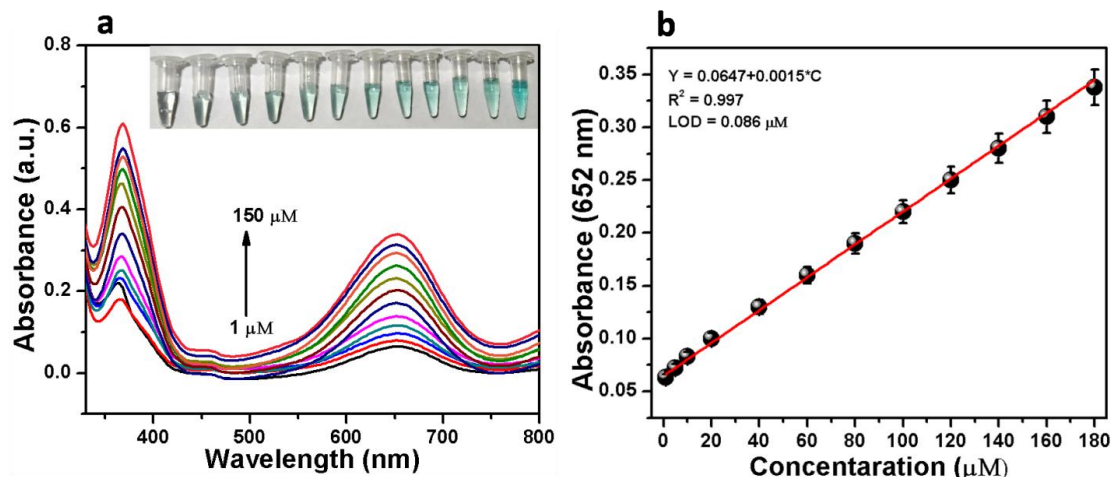 a
0.8
0.6
0.4
0.2
0.0
Absorbance (a.u.)
150 μM
1 μM
400 500 600 700 800
Wavelength (nm)
b
Y = 0.0647+0.0015*C
R² = 0.997
LOD = 0.086 μM
0.35
0.30
0.25
0.20
0.15
0.10
0.05
Absorbance (652 nm)
0 20 40 60 80 100 120 140 160 180
Concentaration (μM)